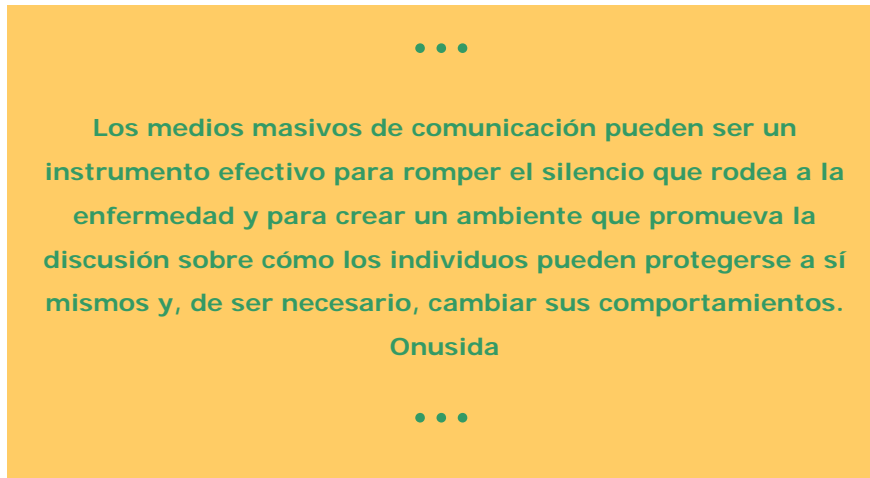 • • •
Los medios masivos de comunicación pueden ser un
instrumento efectivo para romper el silencio que rodea a la
enfermedad y para crear un ambiente que promueva la
discusión sobre cómo los individuos pueden protegerse a sí
mismos y, de ser necesario, cambiar sus comportamientos.
Onusida
• • •